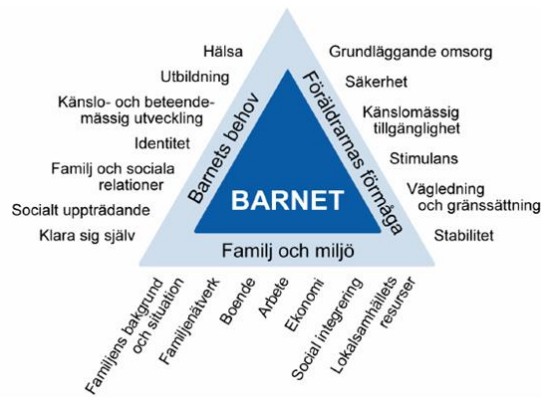 Hälsa
Utbildning
Känslo- och beteende-
mässig utveckling
Identitet
Familj och sociala
relationer
Socialt uppträdande
Klara sig själv
Barnets behov
BARNET
Föräldrarnas förmåga
Grundläggande omsorg
Säkerhet
Känslomässig
tillgänglighet
Stimulans
Vägledning
och gränssättning
Stabilitet
Familj och miljö
Familjens bakgrund
och situation
Familjenätverk
Boende
Arbete
Ekonomi
Social integrering
Lokalsamhällets
resurser